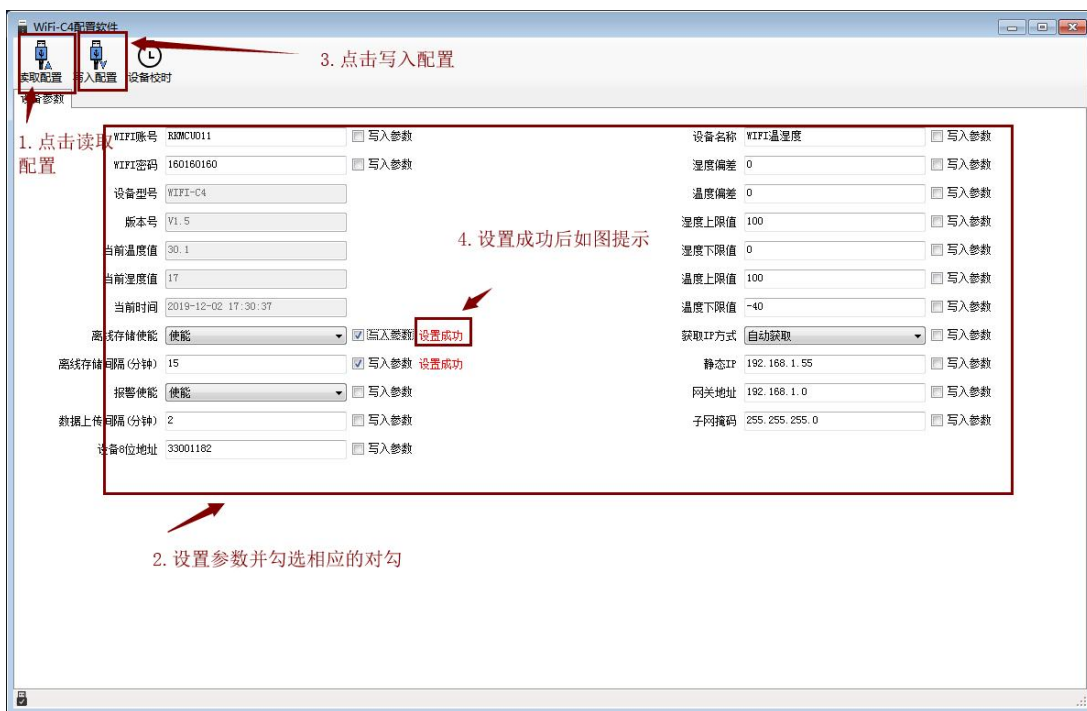 WiFi-C4配置软件
读取配置 写入配置 设备校时
3.点击写入配置
设备参数
1.点击读取
配置
WIFI账号 RKMCU011 写入参数 设备名称 WIFI温湿度 写入参数
WIFI密码 160160160 写入参数 湿度偏差 0 写入参数
设备型号 WIFI-C4 温度偏差 0 写入参数
版本号 V1.5 湿度上限值 100 写入参数
4.设置成功后如图提示
当前温度值 30.1 湿度下限值 0 写入参数
当前湿度值 17 温度上限值 100 写入参数
当前时间 2019-12-02 17:30:37 温度下限值 -40 写入参数
离线存储使能 使能 写入参数 设置成功 获取IP方式 自动获取 写入参数
离线存储间隔(分钟) 15 写入参数 设置成功 静态IP 192.168.1.55 写入参数
报警使能 使能 写入参数 网关地址 192.168.1.0 写入参数
数据上传间隔(分钟) 2 写入参数 子网掩码 255.255.255.0 写入参数
设备8位地址 33001182 写入参数
2.设置参数并勾选相应的对勾